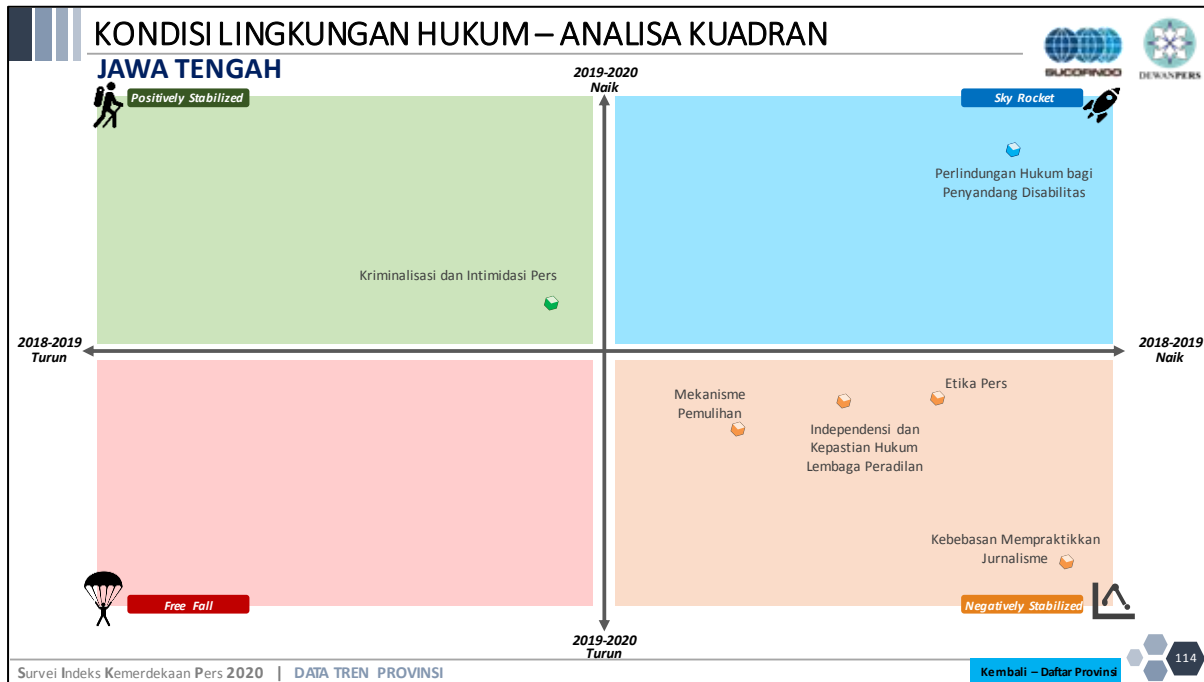 KONDISI LINGKUNGAN HUKUM – ANALISA KUADRAN
JAWA TENGAH
SUCOFINDO
DEWAN PERS
2019-2020
Naik
Positively Stabilized
Sky Rocket
Perlindungan Hukum bagi
Penyandang Disabilitas
Kriminalisasi dan Intimidasi Pers
2018-2019
Turun
2018-2019
Naik
Mekanisme
Pemulihan
Etika Pers
Independensi dan
Kepastian Hukum
Lembaga Peradilan
Kebebasan Mempraktikkan
Jurnalisme
Free Fall
Negatively Stabilized
2019-2020
Turun
Survei Indeks Kemerdekaan Pers 2020 | DATA TREN PROVINSI
Kembali – Daftar Provinsi
114